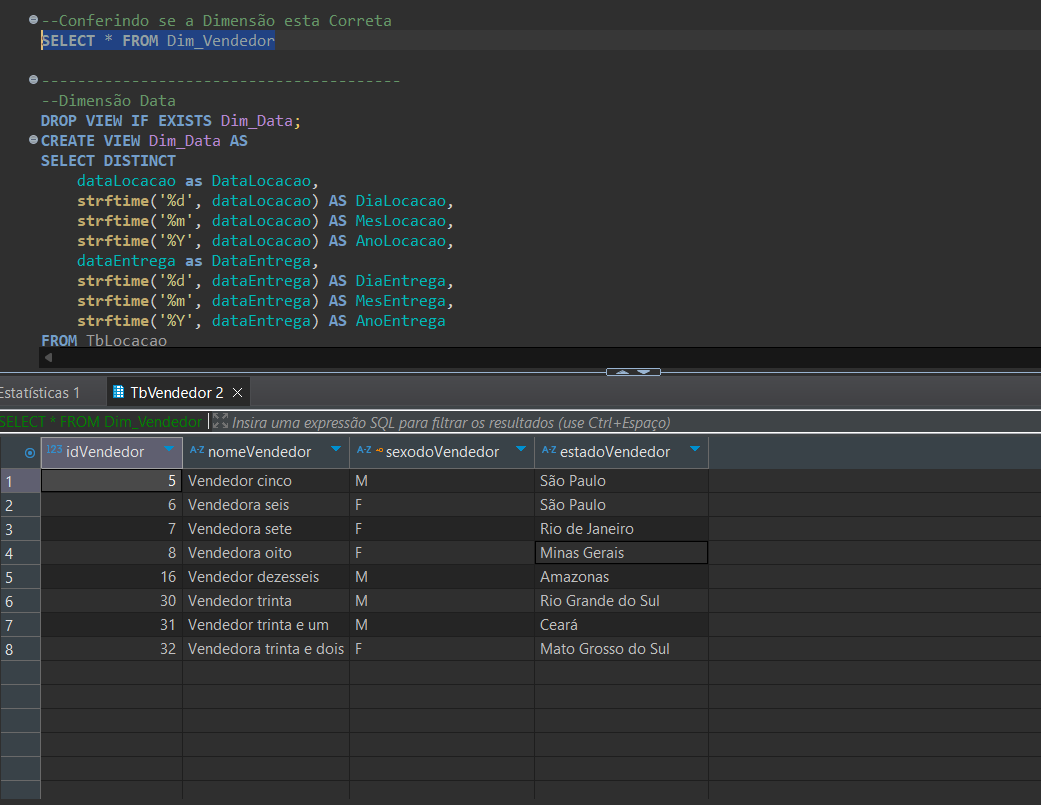 --Conferindo se a Dimensão esta Correta
SELECT * FROM Dim_Vendedor
----------------------------------------
--Dimensão Data
DROP VIEW IF EXISTS Dim_Data;
CREATE VIEW Dim_Data AS
SELECT DISTINCT
dataLocacao as DataLocacao,
strftime('%d', dataLocacao) AS DiaLocacao,
strftime('%m', dataLocacao) AS MesLocacao,
strftime('%Y', dataLocacao) AS AnoLocacao,
dataEntrega as DataEntrega,
strftime('%d', dataEntrega) AS DiaEntrega,
strftime('%m', dataEntrega) AS MesEntrega,
strftime('%Y', dataEntrega) AS AnoEntrega
FROM TbLocacao
Estatísticas 1 TbVendedor 2
SELECT * FROM Dim_Vendedor Insira uma expressão SQL para filtrar os resultados (use Ctrl+Espaço)
123 idVendedor A-Z nomeVendedor A-Z sexodoVendedor A-Z estadoVendedor
1 5 Vendedor cinco M São Paulo
2 6 Vendedora seis F São Paulo
3 7 Vendedora sete F Rio de Janeiro
4 8 Vendedora oito F Minas Gerais
5 16 Vendedor dezesseis M Amazonas
6 30 Vendedor trinta M Rio Grande do Sul
7 31 Vendedor trinta e um M Ceará
8 32 Vendedora trinta e dois F Mato Grosso do Sul